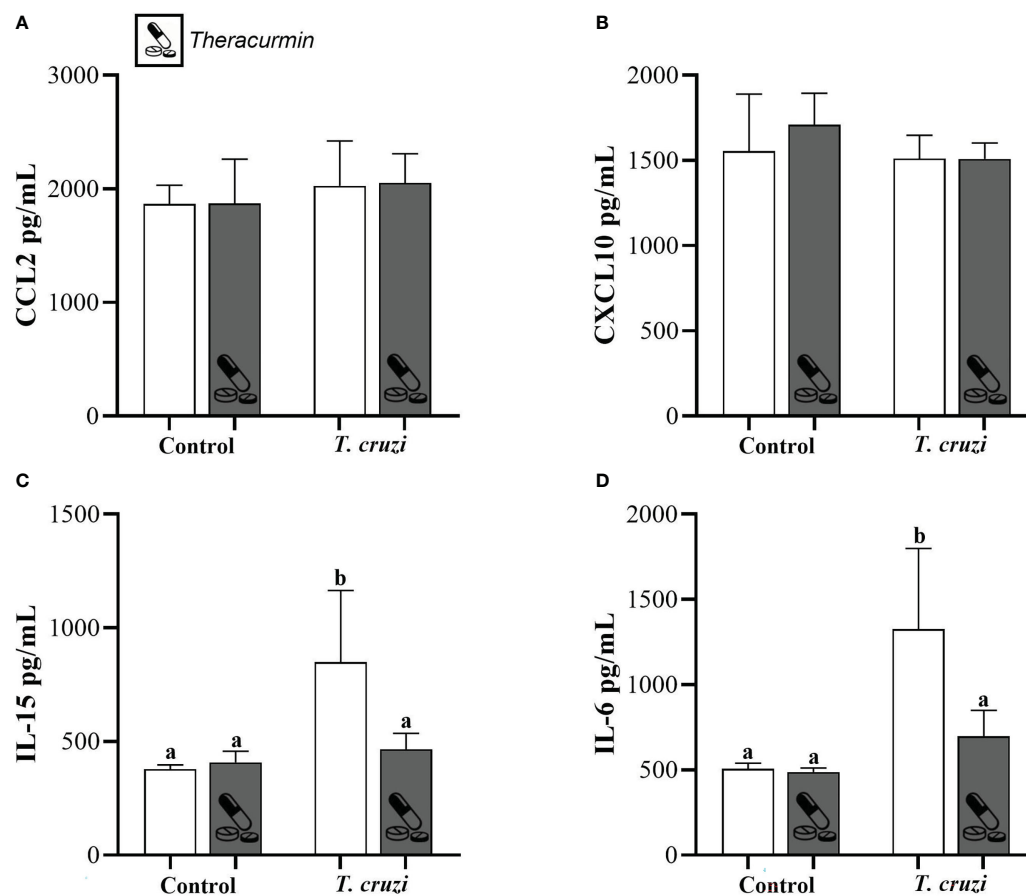 A
Theracurmin
CCL2 pg/mL
3000
2000
1000
0
Control
T. cruzi
B
CXCL10 pg/mL
2000
1500
1000
500
0
Control
T. cruzi
C
IL-15 pg/mL
1500
1000
500
0
a
a
b
a
Control
T. cruzi
D
IL-6 pg/mL
2000
1500
1000
500
0
a
a
b
a
Control
T. cruzi